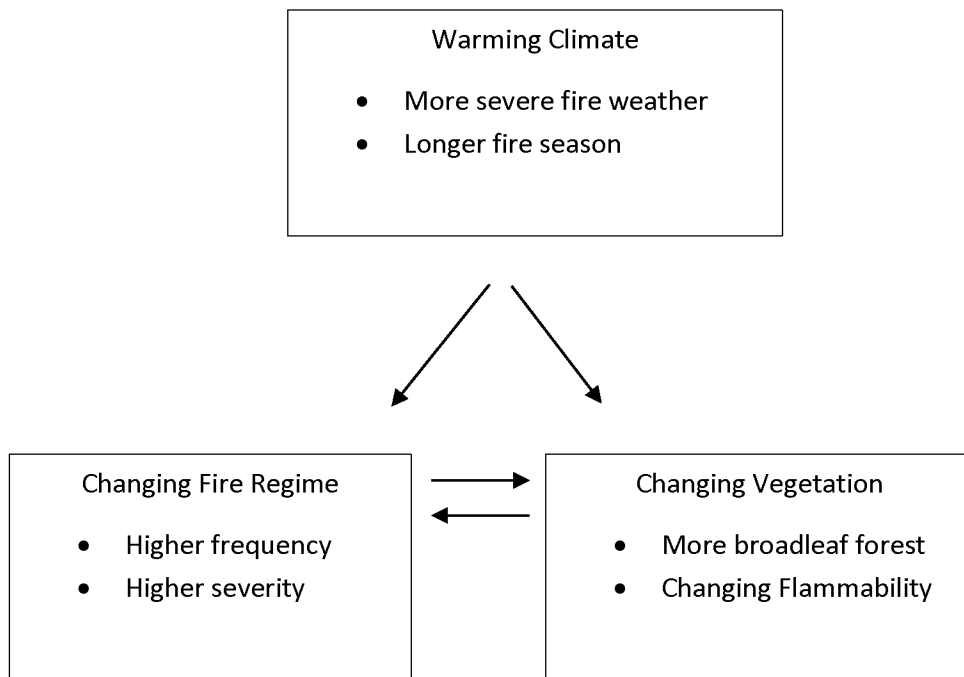 Warming Climate
• More severe fire weather
• Longer fire season
Changing Fire Regime
• Higher frequency
• Higher severity
Changing Vegetation
• More broadleaf forest
• Changing Flammability